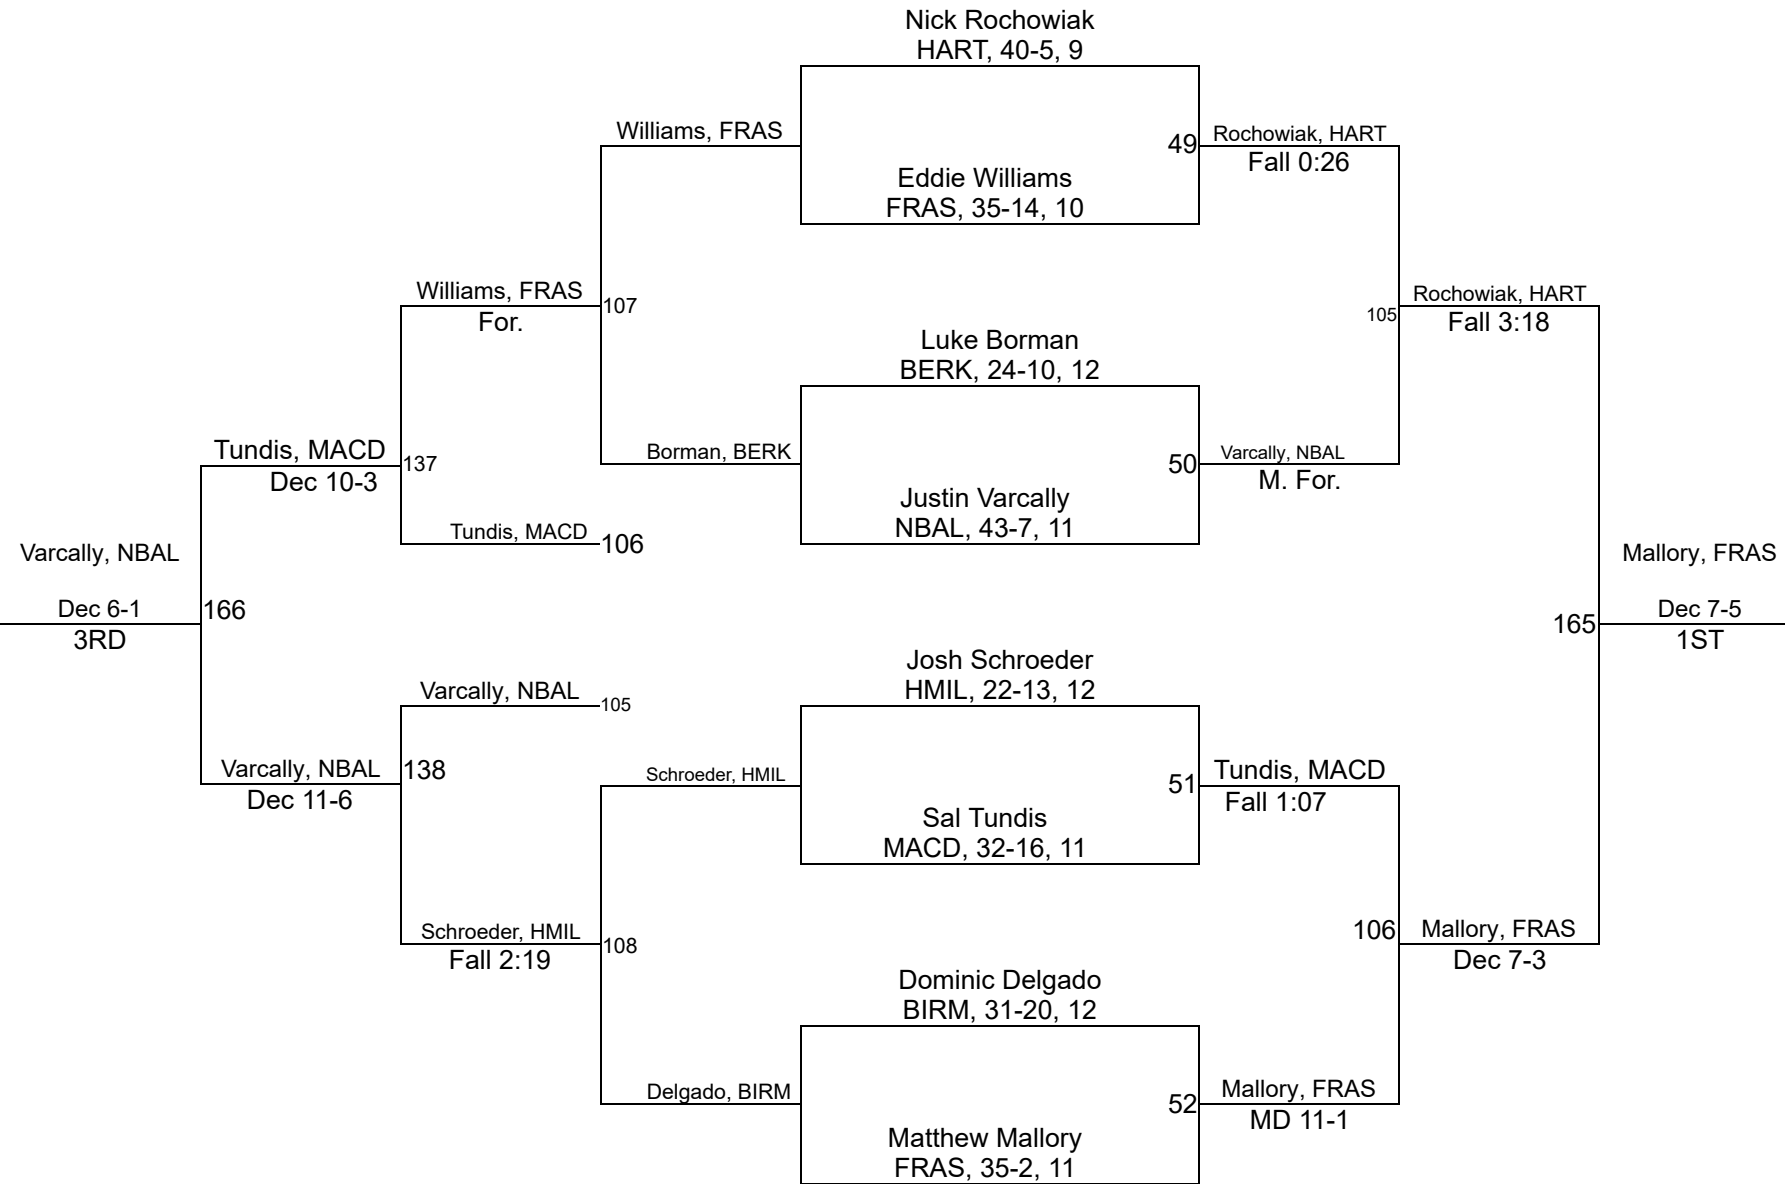 Nick Rochowiak
HART, 40-5, 9
Williams, FRAS
49
Rochowiak, HART
Fall 0:26
Eddie Williams
FRAS, 35-14, 10
Williams, FRAS
For.
107
Rochowiak, HART
Fall 3:18
105
Luke Borman
BERK, 24-10, 12
Tundis, MACD
Dec 10-3
137
Borman, BERK
50
Varcally, NBAL
M. For.
Justin Varcally
NBAL, 43-7, 11
Tundis, MACD
106
Varcally, NBAL
Dec 6-1
3RD
166
Mallory, FRAS
Dec 7-5
1ST
165
Josh Schroeder
HMIL, 22-13, 12
Varcally, NBAL
105
Varcally, NBAL
Dec 11-6
138
Schroeder, HMIL
51
Tundis, MACD
Fall 1:07
Sal Tundis
MACD, 32-16, 11
Schroeder, HMIL
Fall 2:19
108
106
Mallory, FRAS
Dec 7-3
Dominic Delgado
BIRM, 31-20, 12
Delgado, BIRM
52
Mallory, FRAS
MD 11-1
Matthew Mallory
FRAS, 35-2, 11